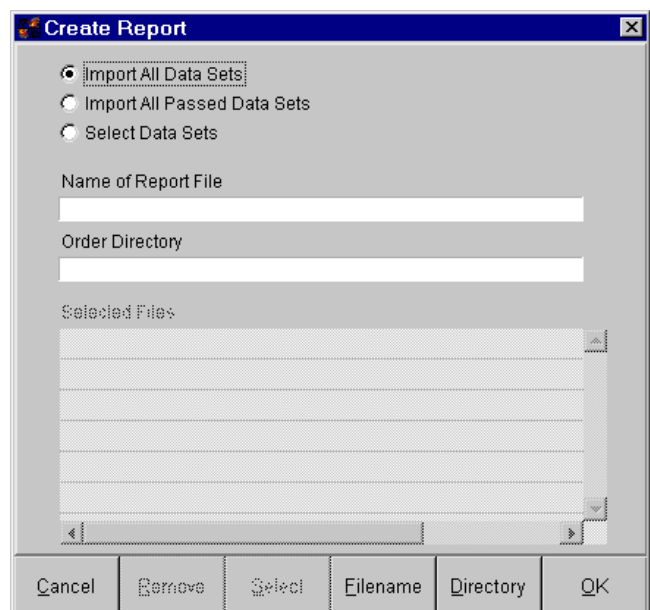 Create Report
Import All Data Sets
Import All Passed Data Sets
Select Data Sets
Name of Report File
Order Directory
Selected Files
Cancel Remove Select Filename Directory OK